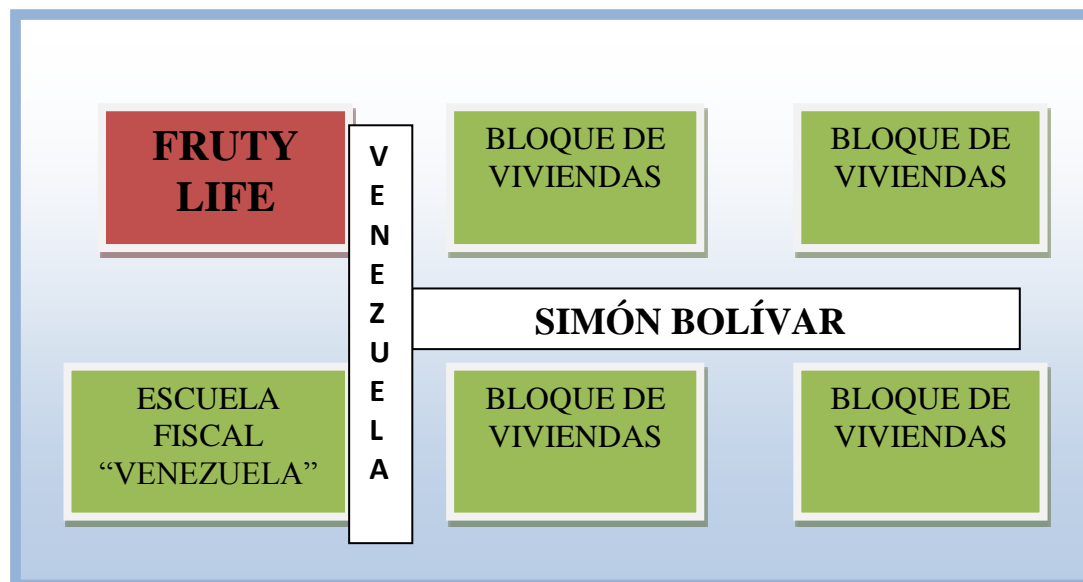 FRUTY
LIFE
VENEZUELA
BLOQUE DE
VIVIENDAS
BLOQUE DE
VIVIENDAS
SIMÓN BOLÍVAR
ESCUELA
FISCAL
“VENEZUELA”
BLOQUE DE
VIVIENDAS
BLOQUE DE
VIVIENDAS